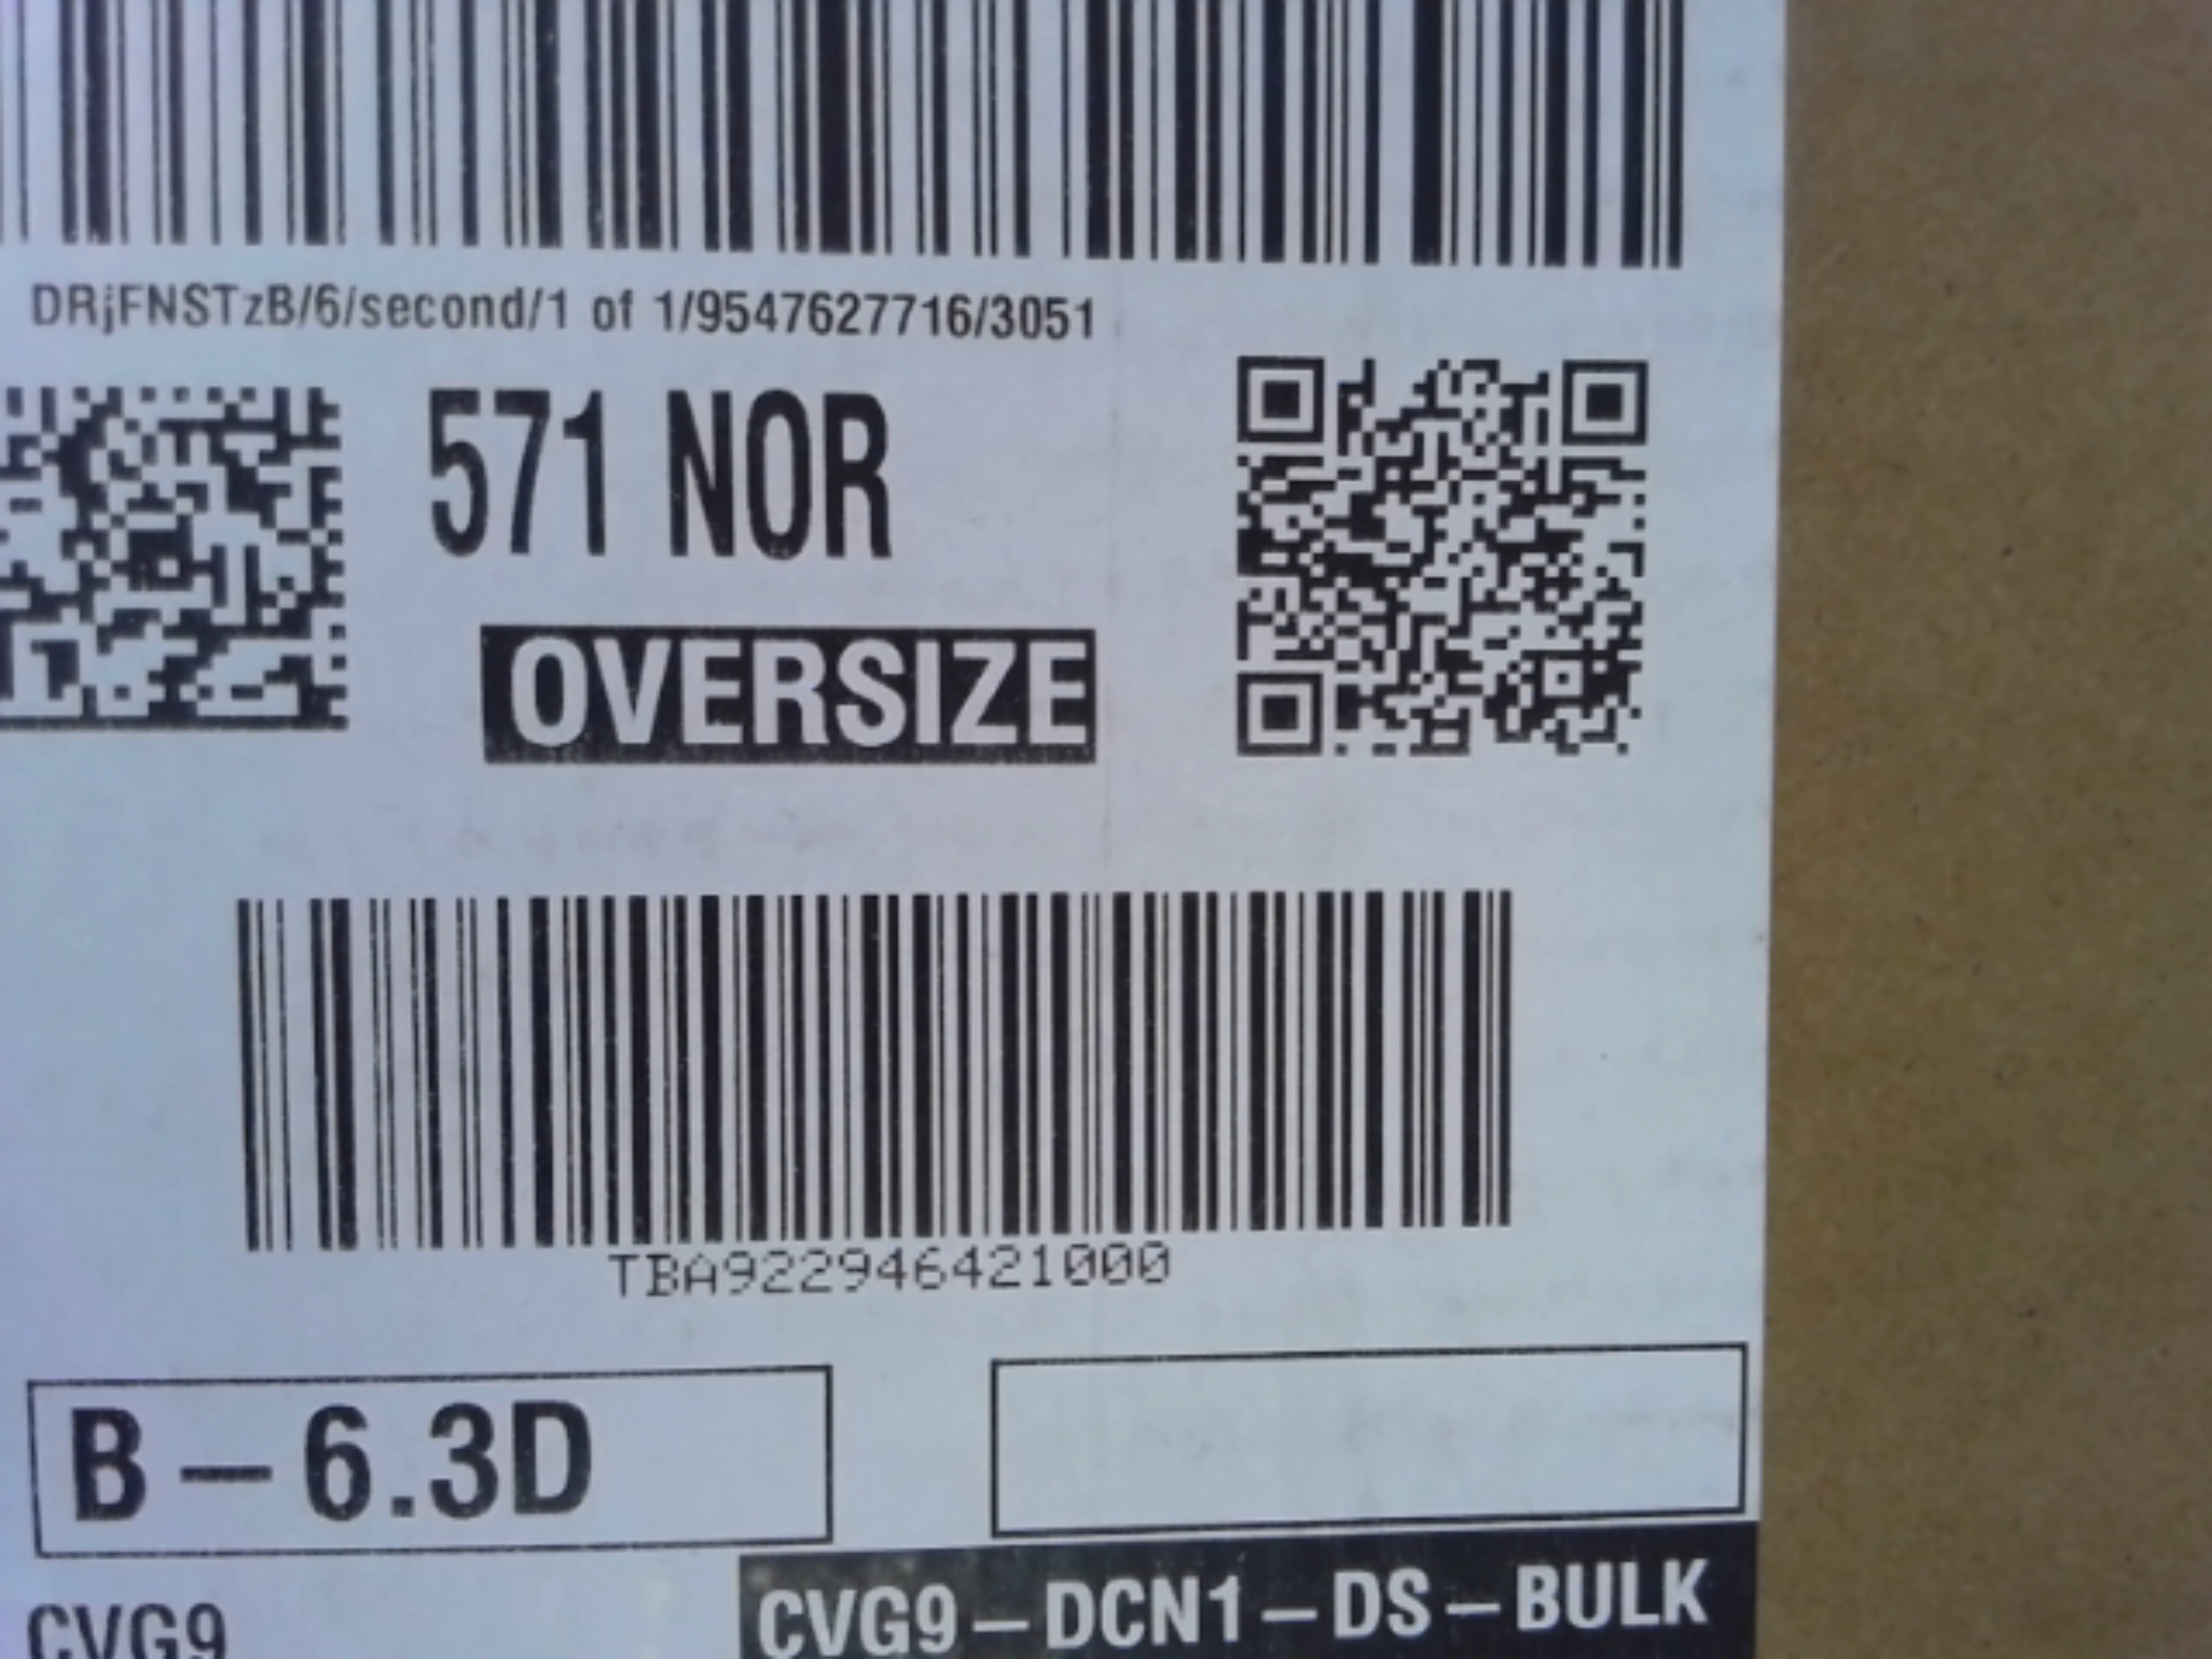 DRjFNSTzB/6/second/1 of 1/9547627716/3051
571 NOR
OVERSIZE
TBA922946421000
B – 6.3D
CVG9
CVG9 – DCN1 – DS – BULK